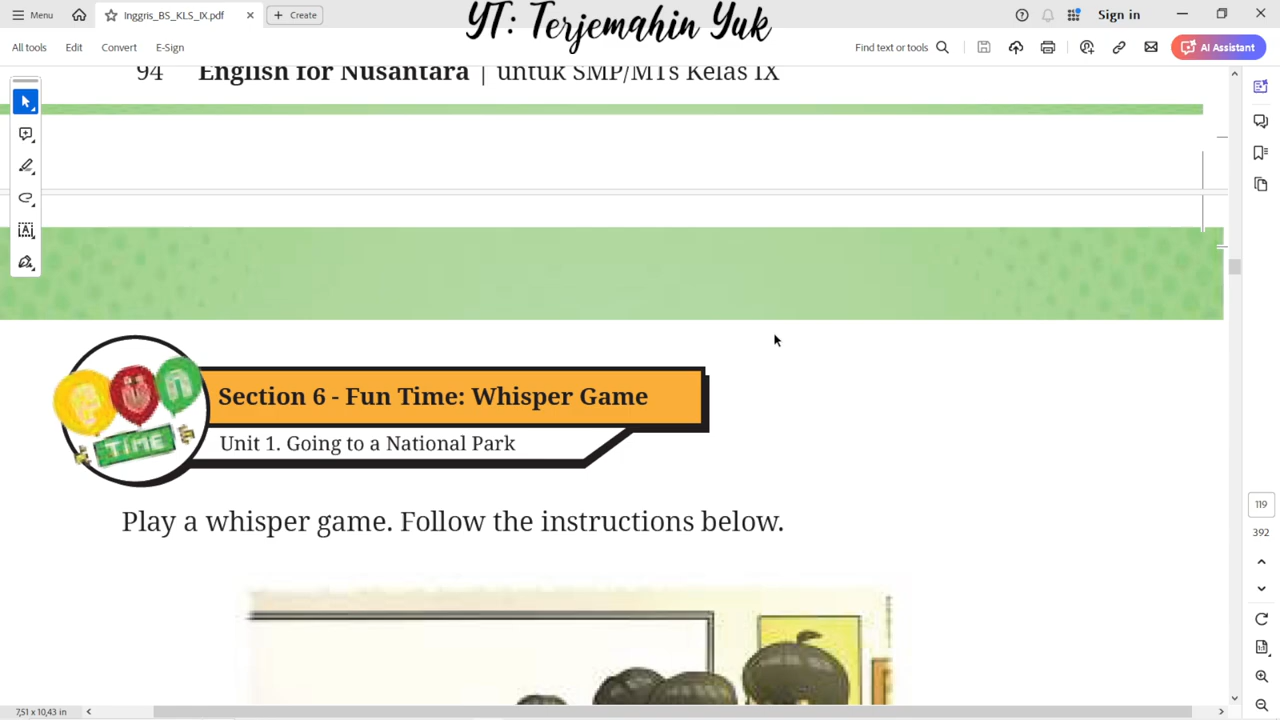 Menu
Inggris_BS_KLS_IX.pdf
Create
YT: Terjemahin Yuk
Sign in
All tools
Edit
Convert
E-Sign
Find text or tools
AI Assistant
94 English for Nusantara | untuk SMP/MTs Kelas IX
FUN
TIME
Section 6 - Fun Time: Whisper Game
Unit 1. Going to a National Park
Play a whisper game. Follow the instructions below.
119
392
7,51 x 10,43 in